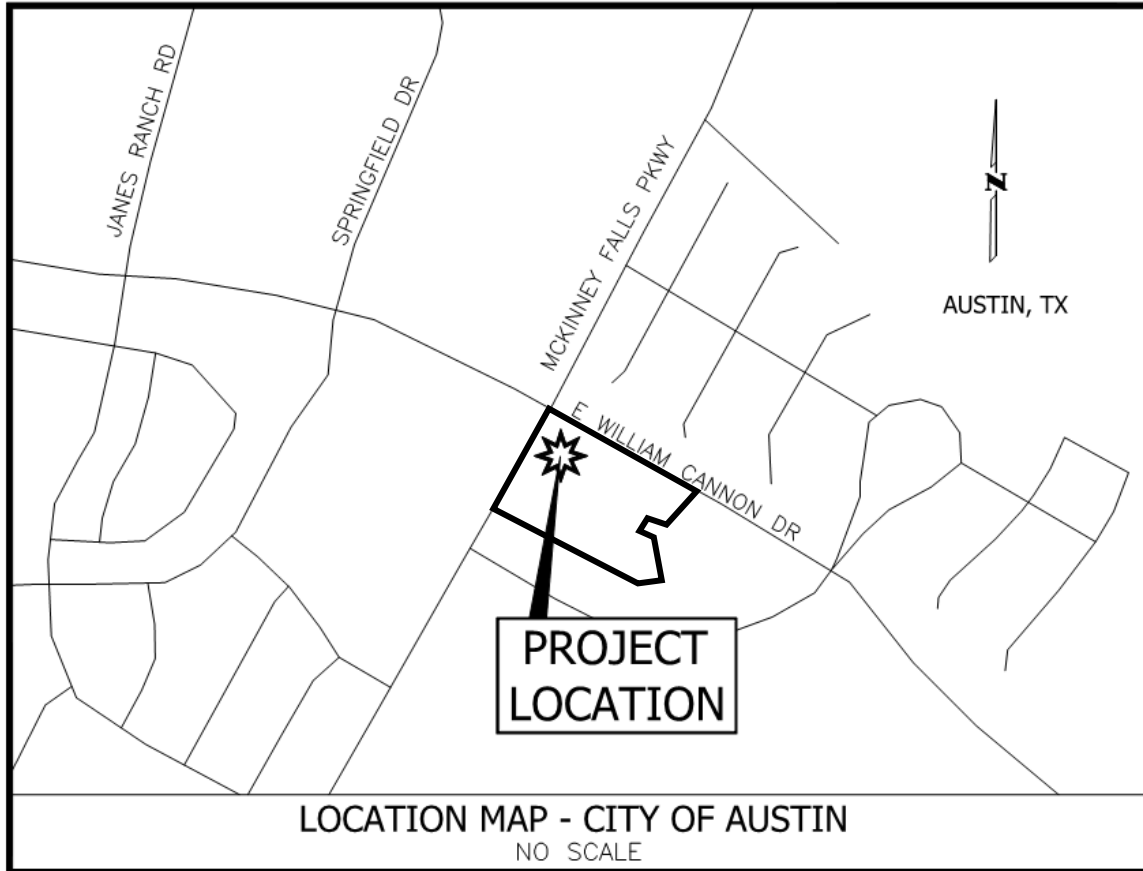 JANES RANCH RD
SPRINGFIELD DR
MCKINNEY FALLS PKWY
N
AUSTIN, TX
E WILLIAM CANNON DR
PROJECT
LOCATION
LOCATION MAP - CITY OF AUSTIN
NO SCALE